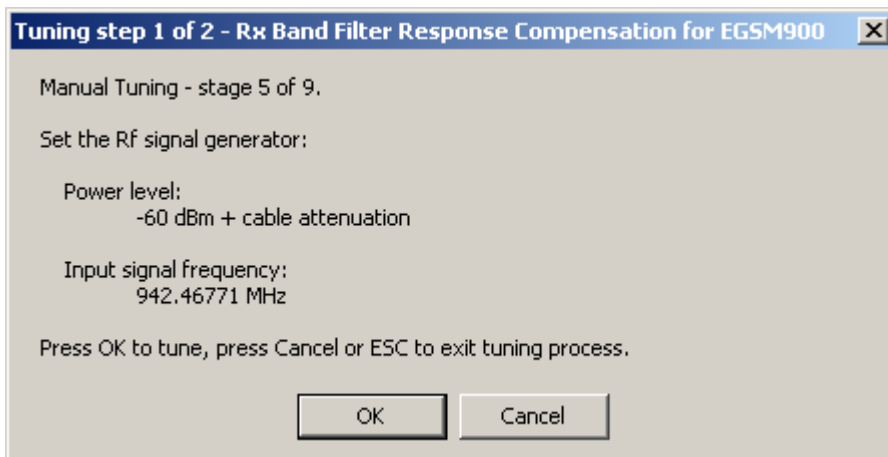 Tuning step 1 of 2 - Rx Band Filter Response Compensation for EGSM900
Manual Tuning - stage 5 of 9.
Set the Rf signal generator:
Power level:
-60 dBm + cable attenuation
Input signal frequency:
942.46771 MHz
Press OK to tune, press Cancel or ESC to exit tuning process.
OK
Cancel